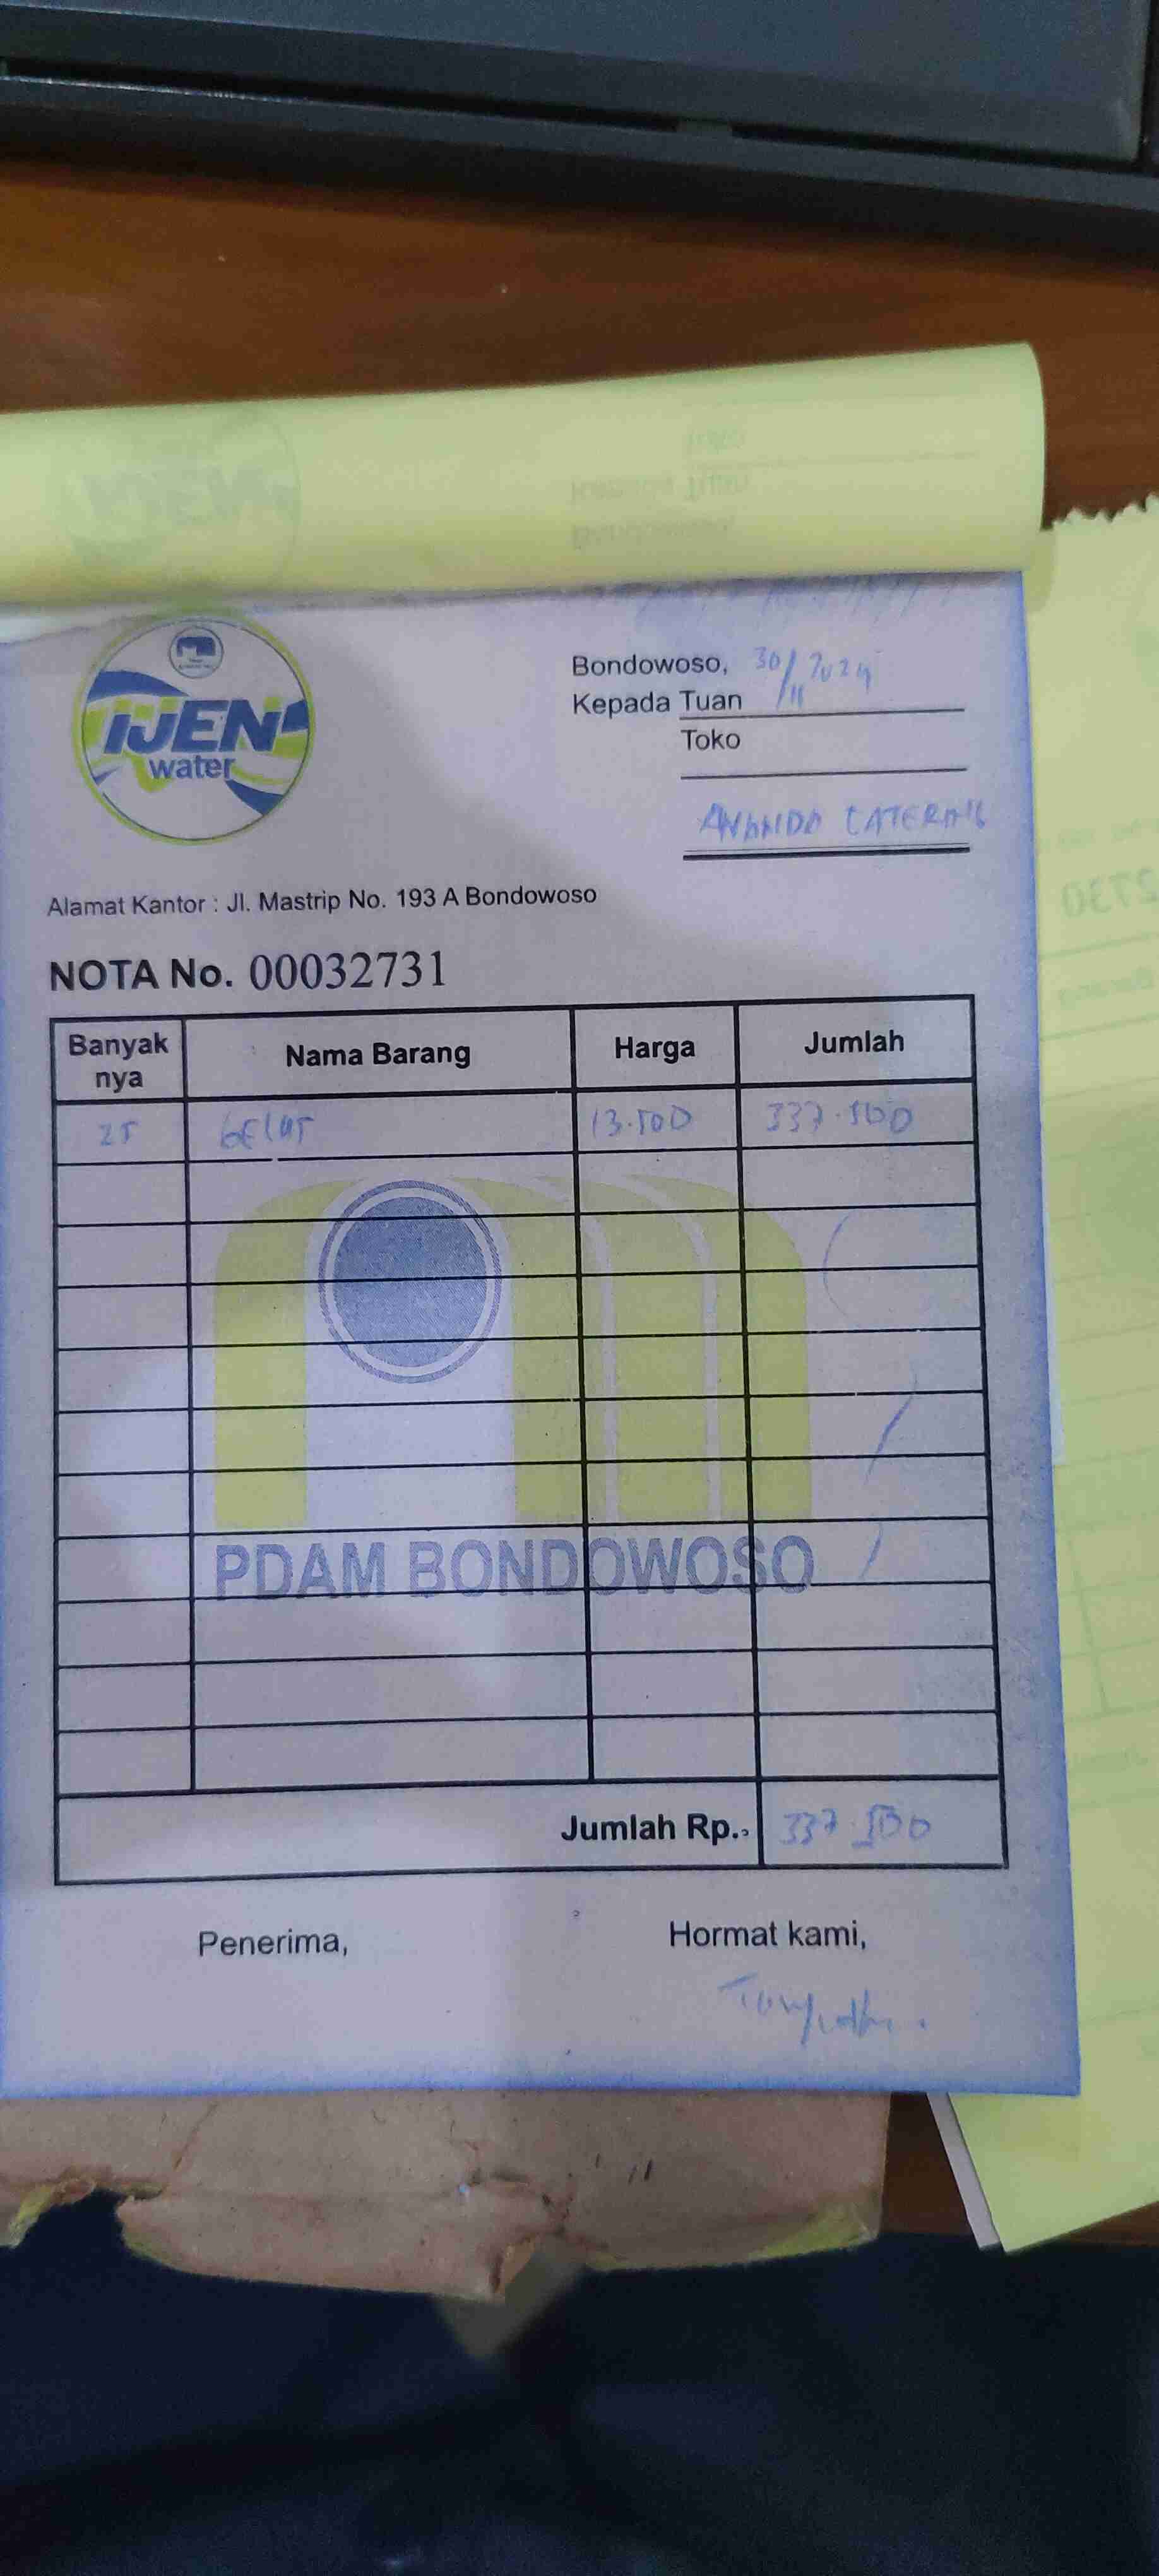 IJEN
water
Bondowoso, 30/11 2024
Kepada Tuan
Toko
ANANDA CATERING
Alamat Kantor : Jl. Mastrip No. 193 A Bondowoso
NOTA No. 00032731
Banyak nya Nama Barang Harga Jumlah
25 GELAS 13.500 337.500
PDAM BONDOWOSO
Jumlah Rp. 337.500
Penerima, Hormat kami,